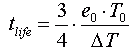 t_life = 3/4 · e_0 · T_0 / ΔT